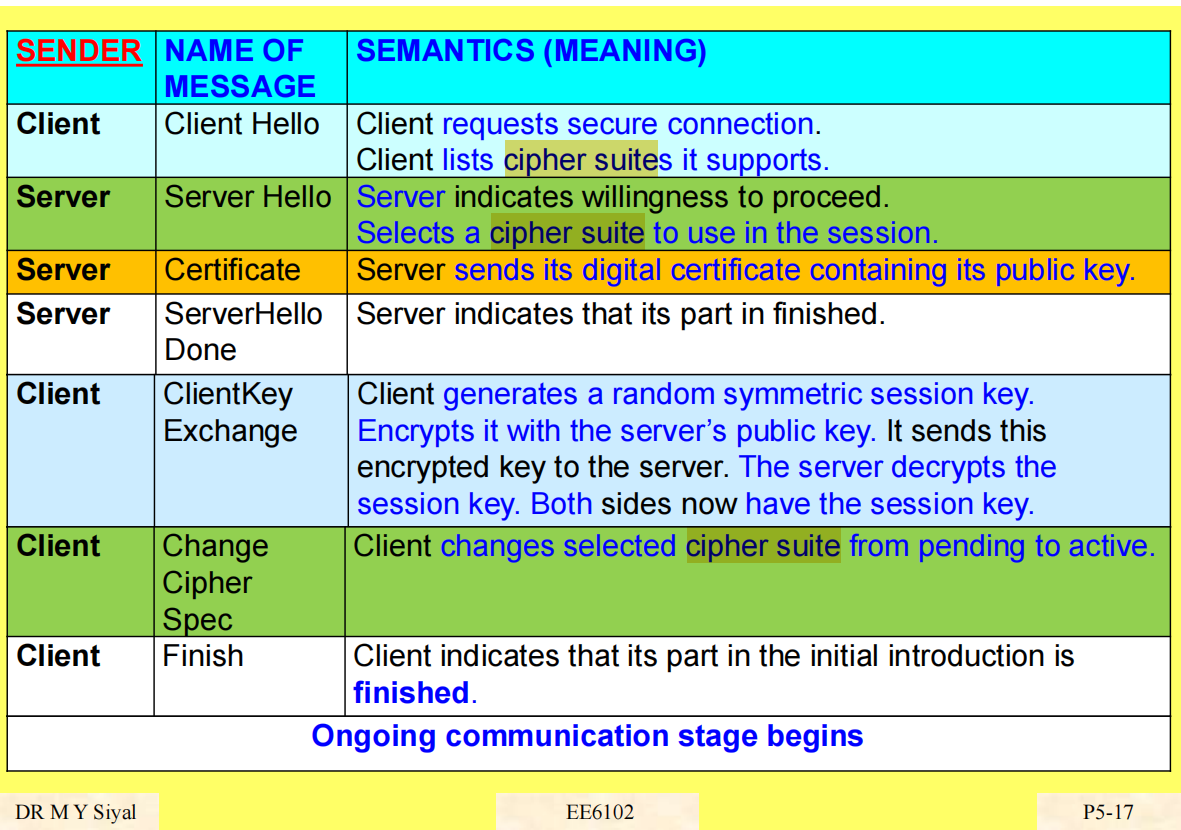 SENDER NAME OF SEMANTICS (MEANING)
MESSAGE
Client Client Hello Client requests secure connection.
Client lists cipher suites it supports.
Server Server Hello Server indicates willingness to proceed.
Selects a cipher suite to use in the session.
Server Certificate Server sends its digital certificate containing its public key.
Server ServerHello Server indicates that its part in finished.
Done
Client ClientKey Client generates a random symmetric session key.
Exchange Encrypts it with the server’s public key. It sends this
encrypted key to the server. The server decrypts the
session key. Both sides now have the session key.
Client Change Client changes selected cipher suite from pending to active.
Cipher
Spec
Client Finish Client indicates that its part in the initial introduction is
finished.
Ongoing communication stage begins
DR M Y Siyal EE6102 P5-17